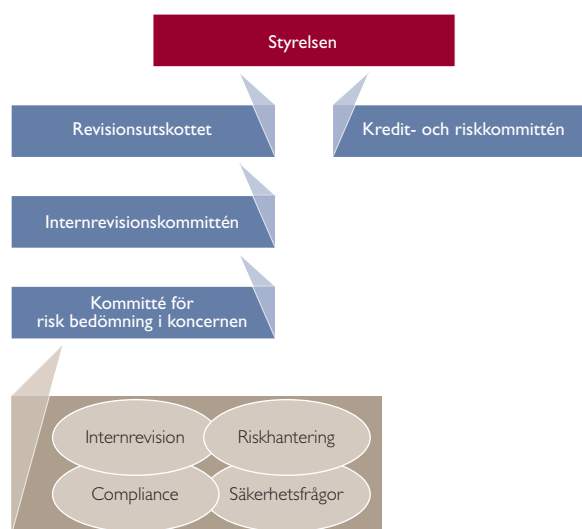 Styrelsen
Revisionsutskottet
Kredit- och riskkommittén
Internrevisionskommittén
Kommitté för
risk bedömning i koncernen
Internrevision
Riskhantering
Compliance
Säkerhetsfrågor